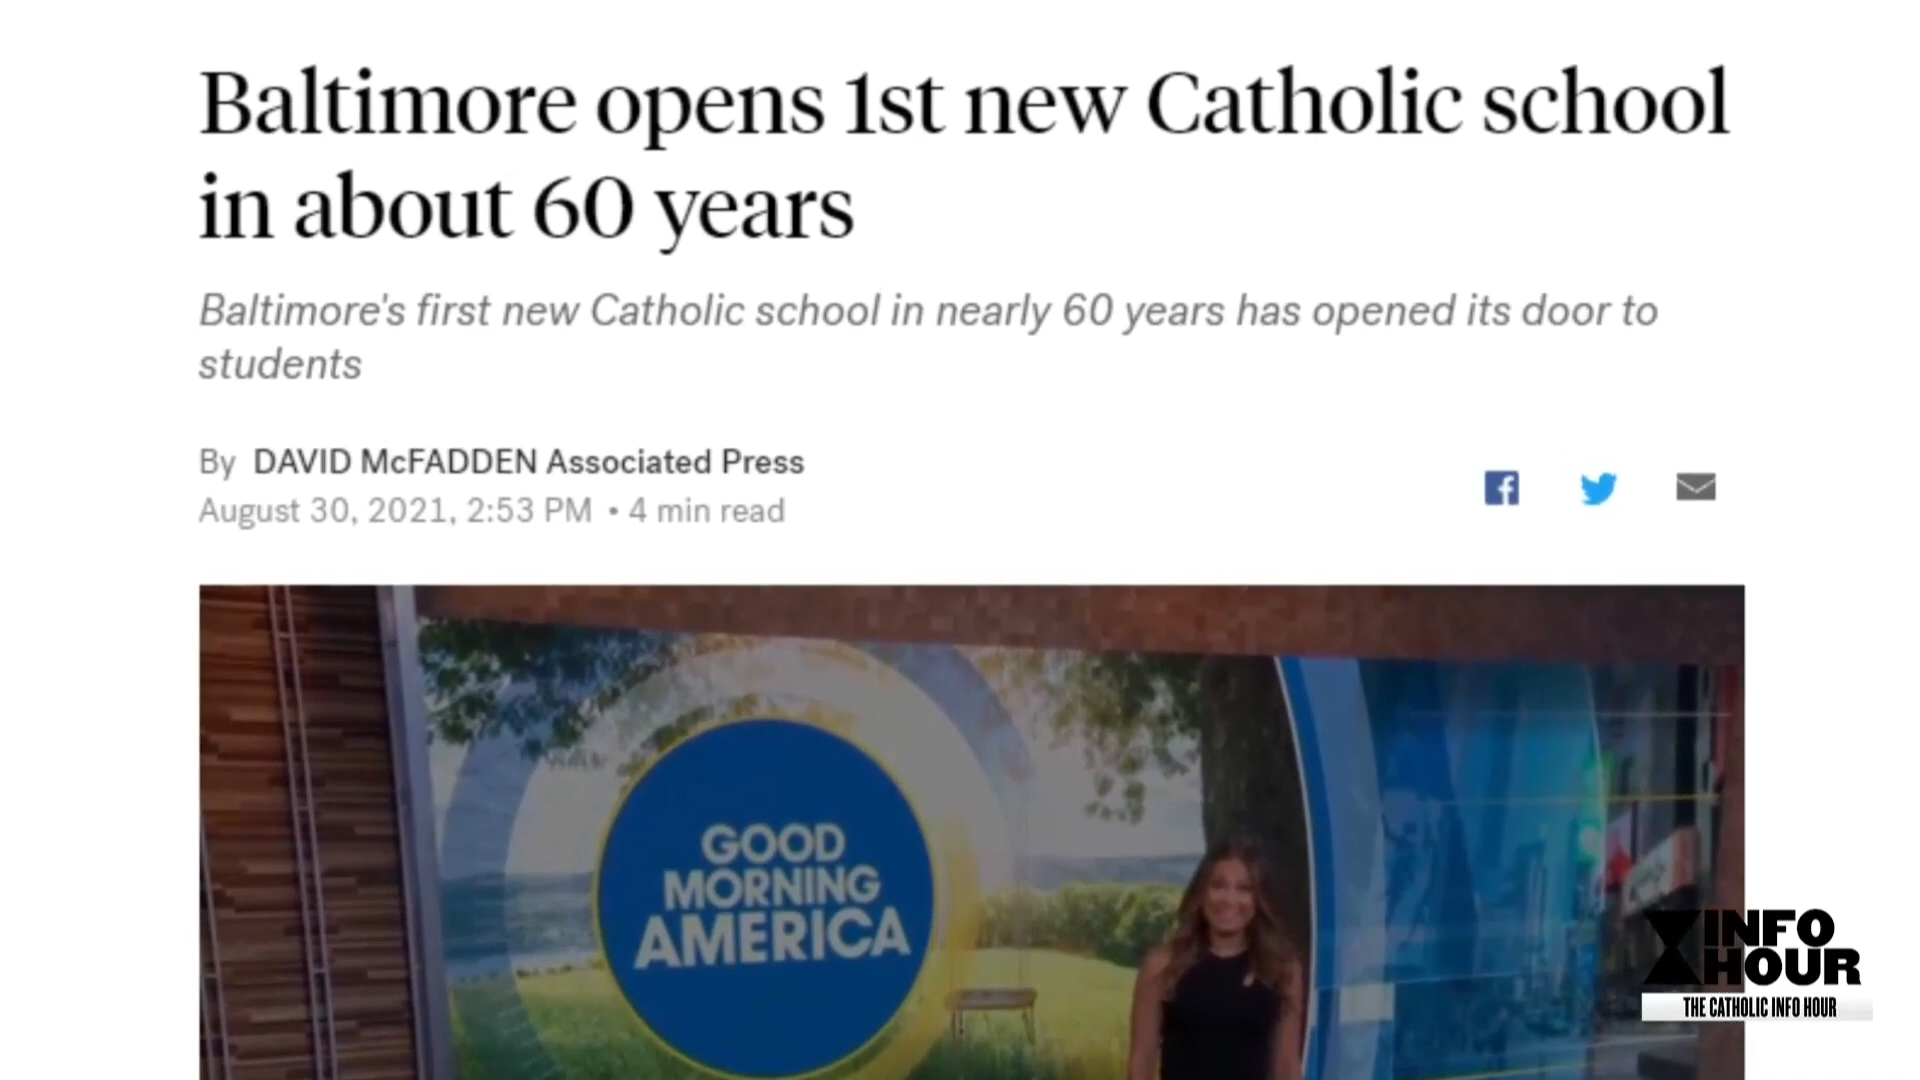 Baltimore opens 1st new Catholic school
in about 60 years
Baltimore's first new Catholic school in nearly 60 years has opened its door to
students
By DAVID McFADDEN Associated Press
August 30, 2021, 2:53 PM • 4 min read
GOOD
MORNING
AMERICA
INFO
HOUR
THE CATHOLIC INFO HOUR